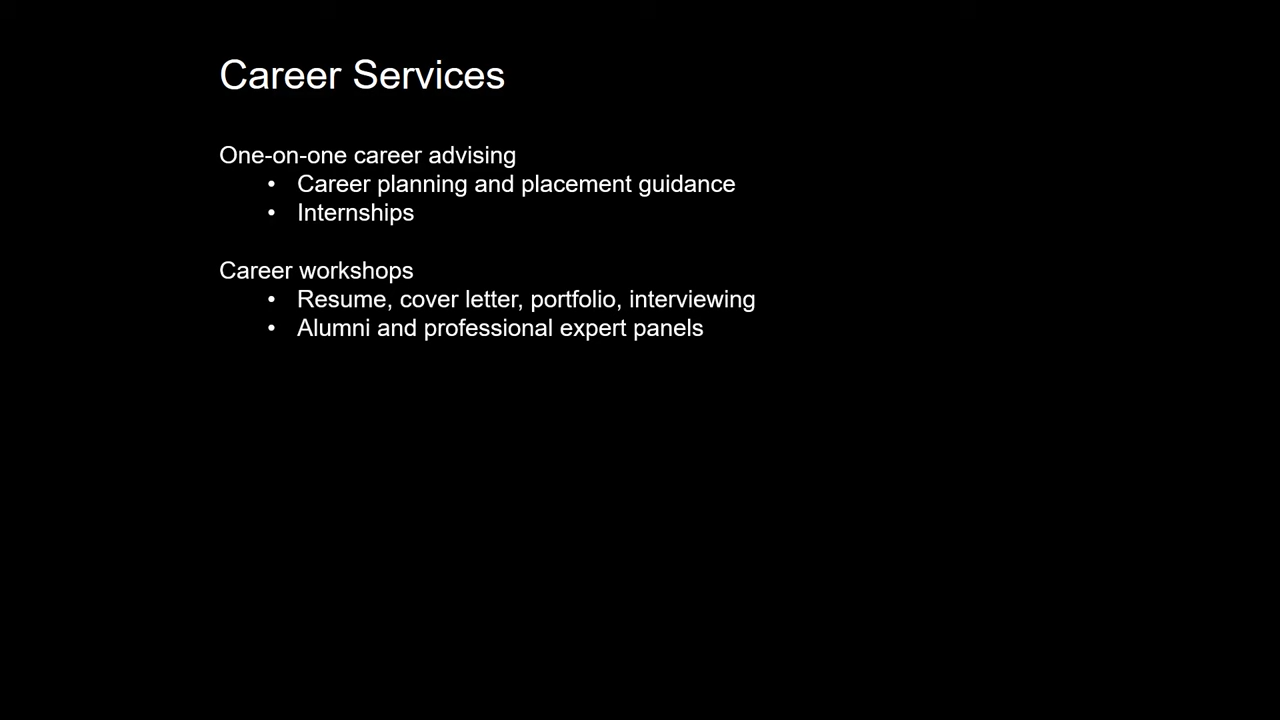 Career Services
One-on-one career advising
• Career planning and placement guidance
• Internships
Career workshops
• Resume, cover letter, portfolio, interviewing
• Alumni and professional expert panels